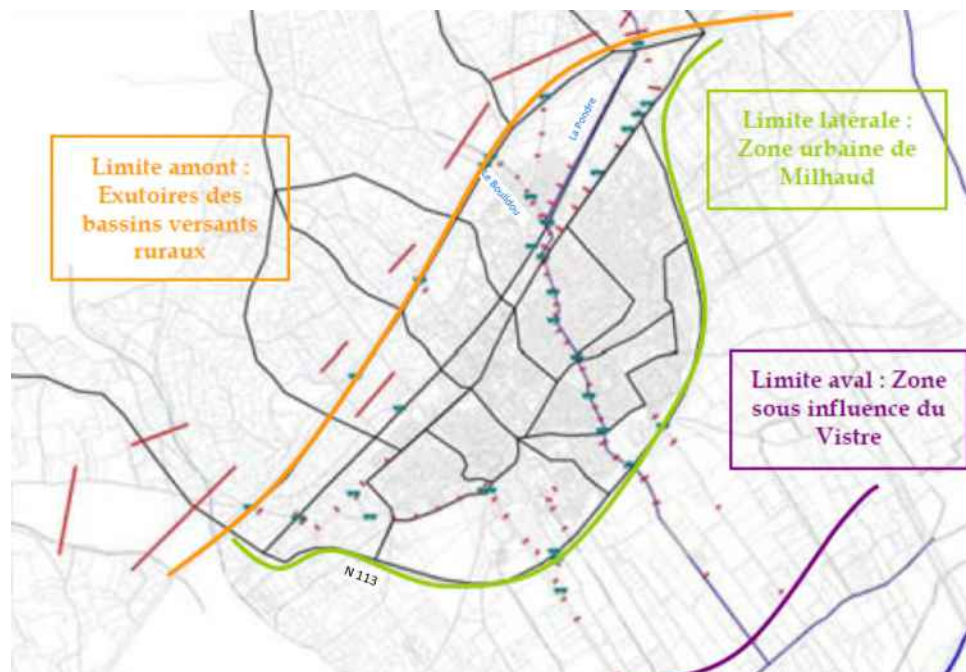 La Pondre
Limite latérale :
Zone urbaine de
Milhaud
Limite amont :
Exutoires des
bassins versants
ruraux
Le Boulidou
Limite aval : Zone
sous influence du
Vistre
N 113